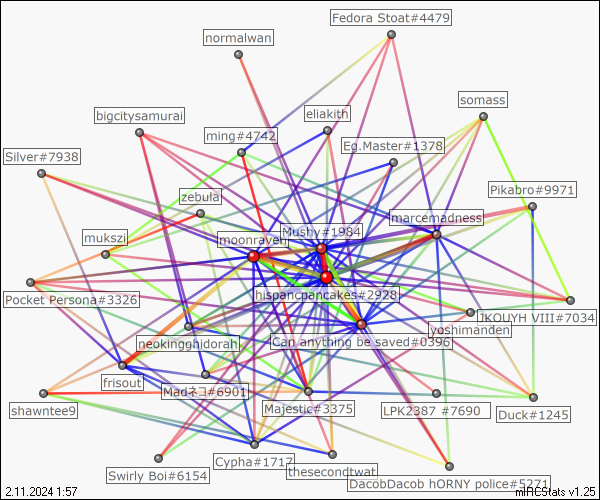 Fedora Stoat#4479
normalwan
somass
bigcitysamurai
eliakith
ming#4742
Eg.Master#1378
Silver#7938
Pikabro#9971
zebula
marcemadness
Mushy#1984
moonraven
mukszi
hispancpancakes#2928
Pocket Persona#3326
JKOUYH VIII#7034
yoshimanden
neokingghidorah
Can anything be saved#0396
frisout
Madネコ#6901
Majestic#3375
LPK2387 #7690
shawntee9
Duck#1245
Cypha#1717
thesecondtwat
Swirly Boi#6154
DacobDacob hORNY police#5271
2.11.2024 1:57
mIRCStats v1.25